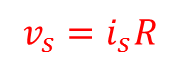 v_s = i_s R